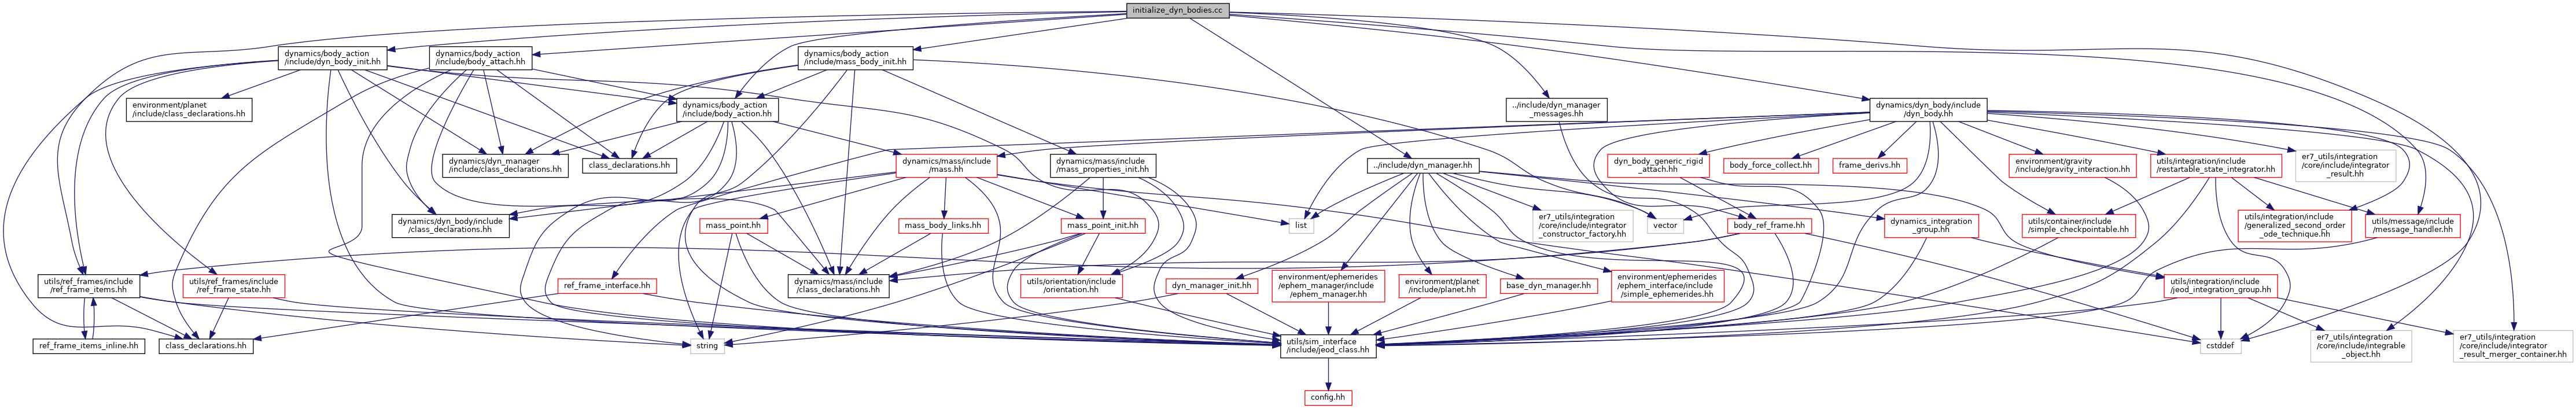 initialize_dyn_bodies.cc
dynamics/body_action
/include/dyn_body_init.hh
dynamics/body_action
/include/body_attach.hh
dynamics/body_action
/include/mass_body_init.hh
environment/planet
/include/class_declarations.hh
dynamics/body_action
/include/body_action.hh
../include/dyn_manager
_messages.hh
dynamics/dyn_body/include
/dyn_body.hh
dynamics/dyn_manager
/include/class_declarations.hh
class_declarations.hh
dynamics/mass/include
/mass.hh
dynamics/mass/include
/mass_properties_init.hh
../include/dyn_manager.hh
dyn_body_generic_rigid
_attach.hh
body_force_collect.hh
frame_derivs.hh
environment/gravity
/include/gravity_interaction.hh
utils/integration/include
/restartable_state_integrator.hh
er7_utils/integration
/core/include/integrator
_result.hh
dynamics/dyn_body/include
/class_declarations.hh
mass_point.hh
mass_body_links.hh
mass_point_init.hh
list
er7_utils/integration
/core/include/integrator
_constructor_factory.hh
vector
body_ref_frame.hh
dynamics_integration
_group.hh
utils/container/include
/simple_checkpointable.hh
utils/integration/include
/generalized_second_order
_ode_technique.hh
utils/message/include
/message_handler.hh
utils/ref_frames/include
/ref_frame_items.hh
utils/ref_frames/include
/ref_frame_state.hh
ref_frame_interface.hh
dynamics/mass/include
/class_declarations.hh
utils/orientation/include
/orientation.hh
dyn_manager_init.hh
environment/ephemerides
/ephem_manager/include
/ephem_manager.hh
environment/planet
/include/planet.hh
base_dyn_manager.hh
environment/ephemerides
/ephem_interface/include
/simple_ephemerides.hh
utils/integration/include
/jeod_integration_group.hh
ref_frame_items_inline.hh
class_declarations.hh
string
utils/sim_interface
/include/jeod_class.hh
cstddef
er7_utils/integration
/core/include/integrable
_object.hh
er7_utils/integration
/core/include/integrator
_result_merger_container.hh
config.hh